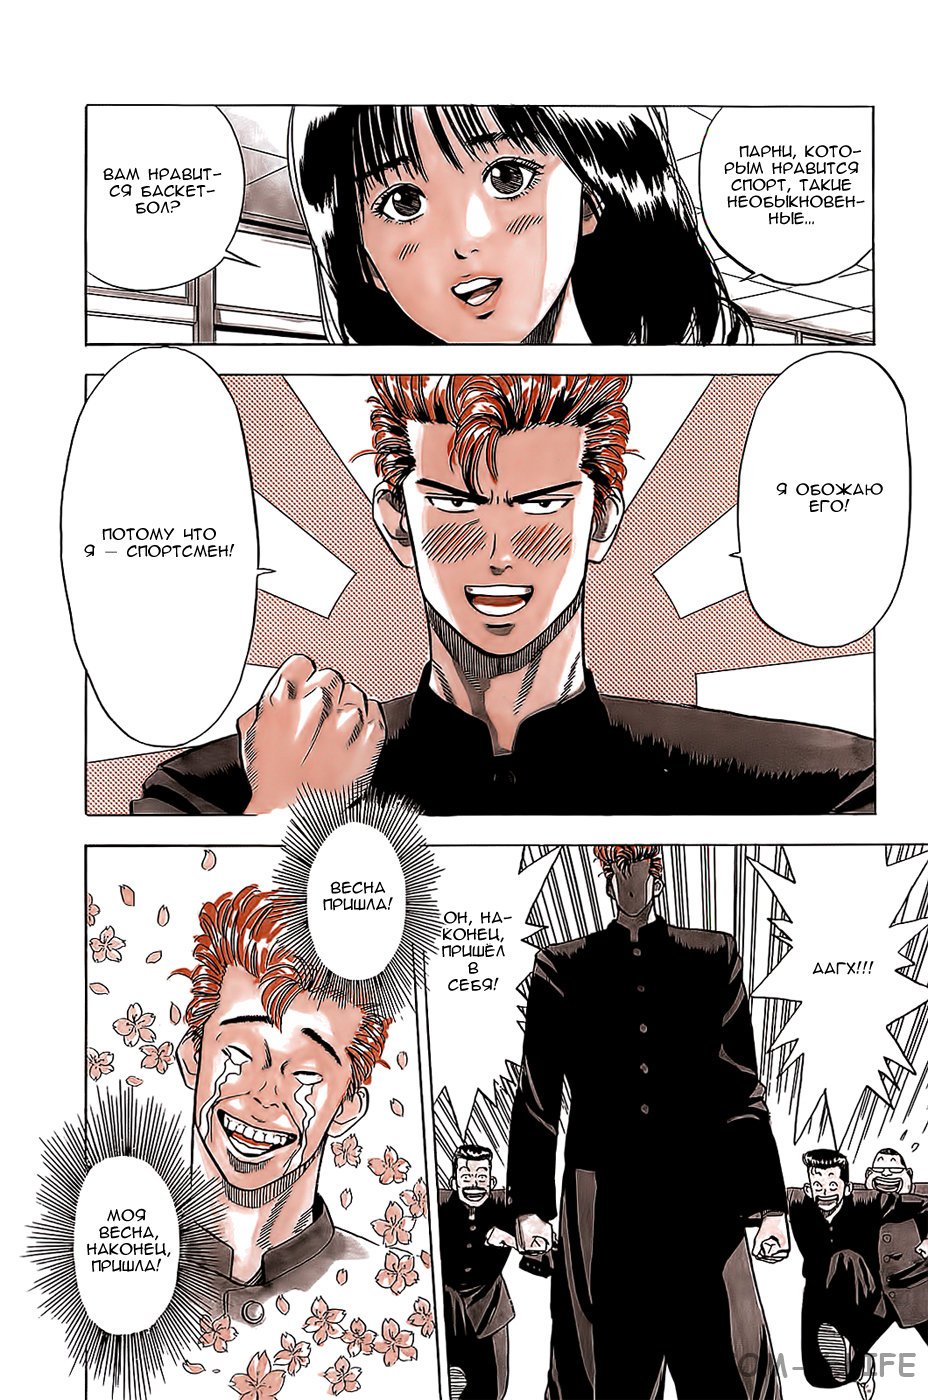 ПАРНИ, КОТО-
РЫМ НРАВИТСЯ
СПОРТ, ТАКИЕ
НЕОБЫКНОВЕН-
НЫЕ...
ВАМ НРАВИТ-
СЯ БАСКЕТ-
БОЛ?
Я ОБОЖАЮ
ЕГО!
ПОТОМУ ЧТО
Я – СПОРТСМЕН!
ААГХ!!!
ОН, НА-
КОНЕЦ,
ПРИШЁЛ
В
СЕБЯ!
ВЕСНА
ПРИШЛА!
МОЯ
ВЕСНА,
НАКОНЕЦ,
ПРИШЛА!